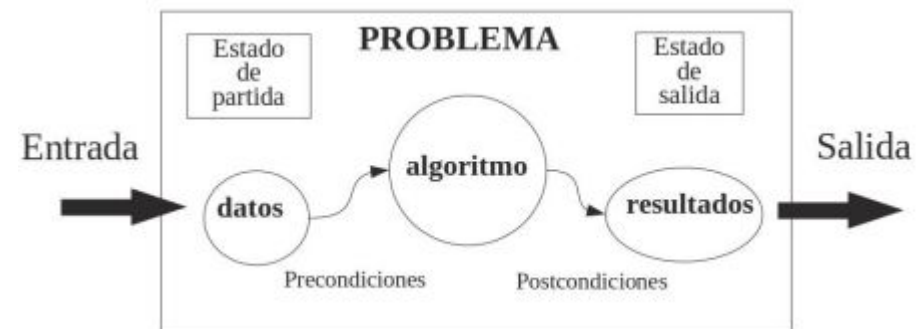 PROBLEMA
Estado
de
partida
Estado
de
salida
Entrada
Salida
datos
algoritmo
resultados
Precondiciones
Postcondiciones